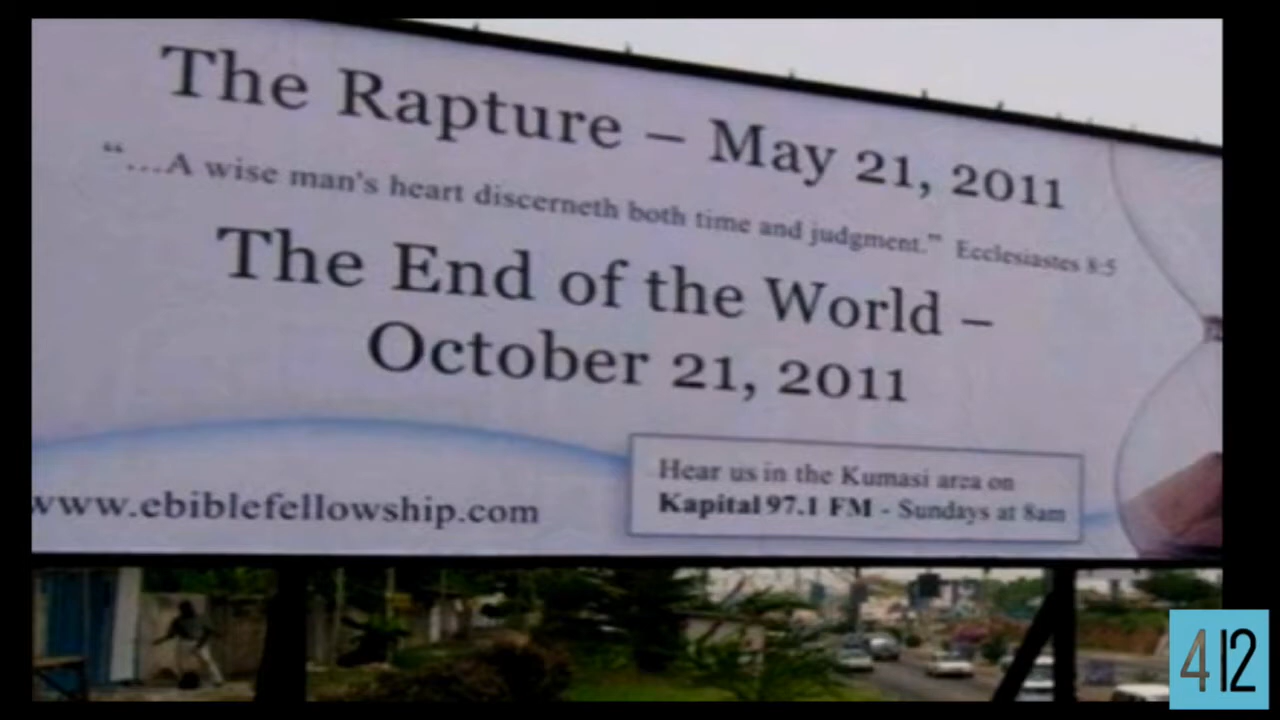 The Rapture – May 21, 2011
“...A wise man's heart discerneth both time and judgment.” Ecclesiastes 8:5
The End of the World –
October 21, 2011
www.ebiblefellowship.com
Hear us in the Kumasi area on
Kapital 97.1 FM - Sundays at 8am
412